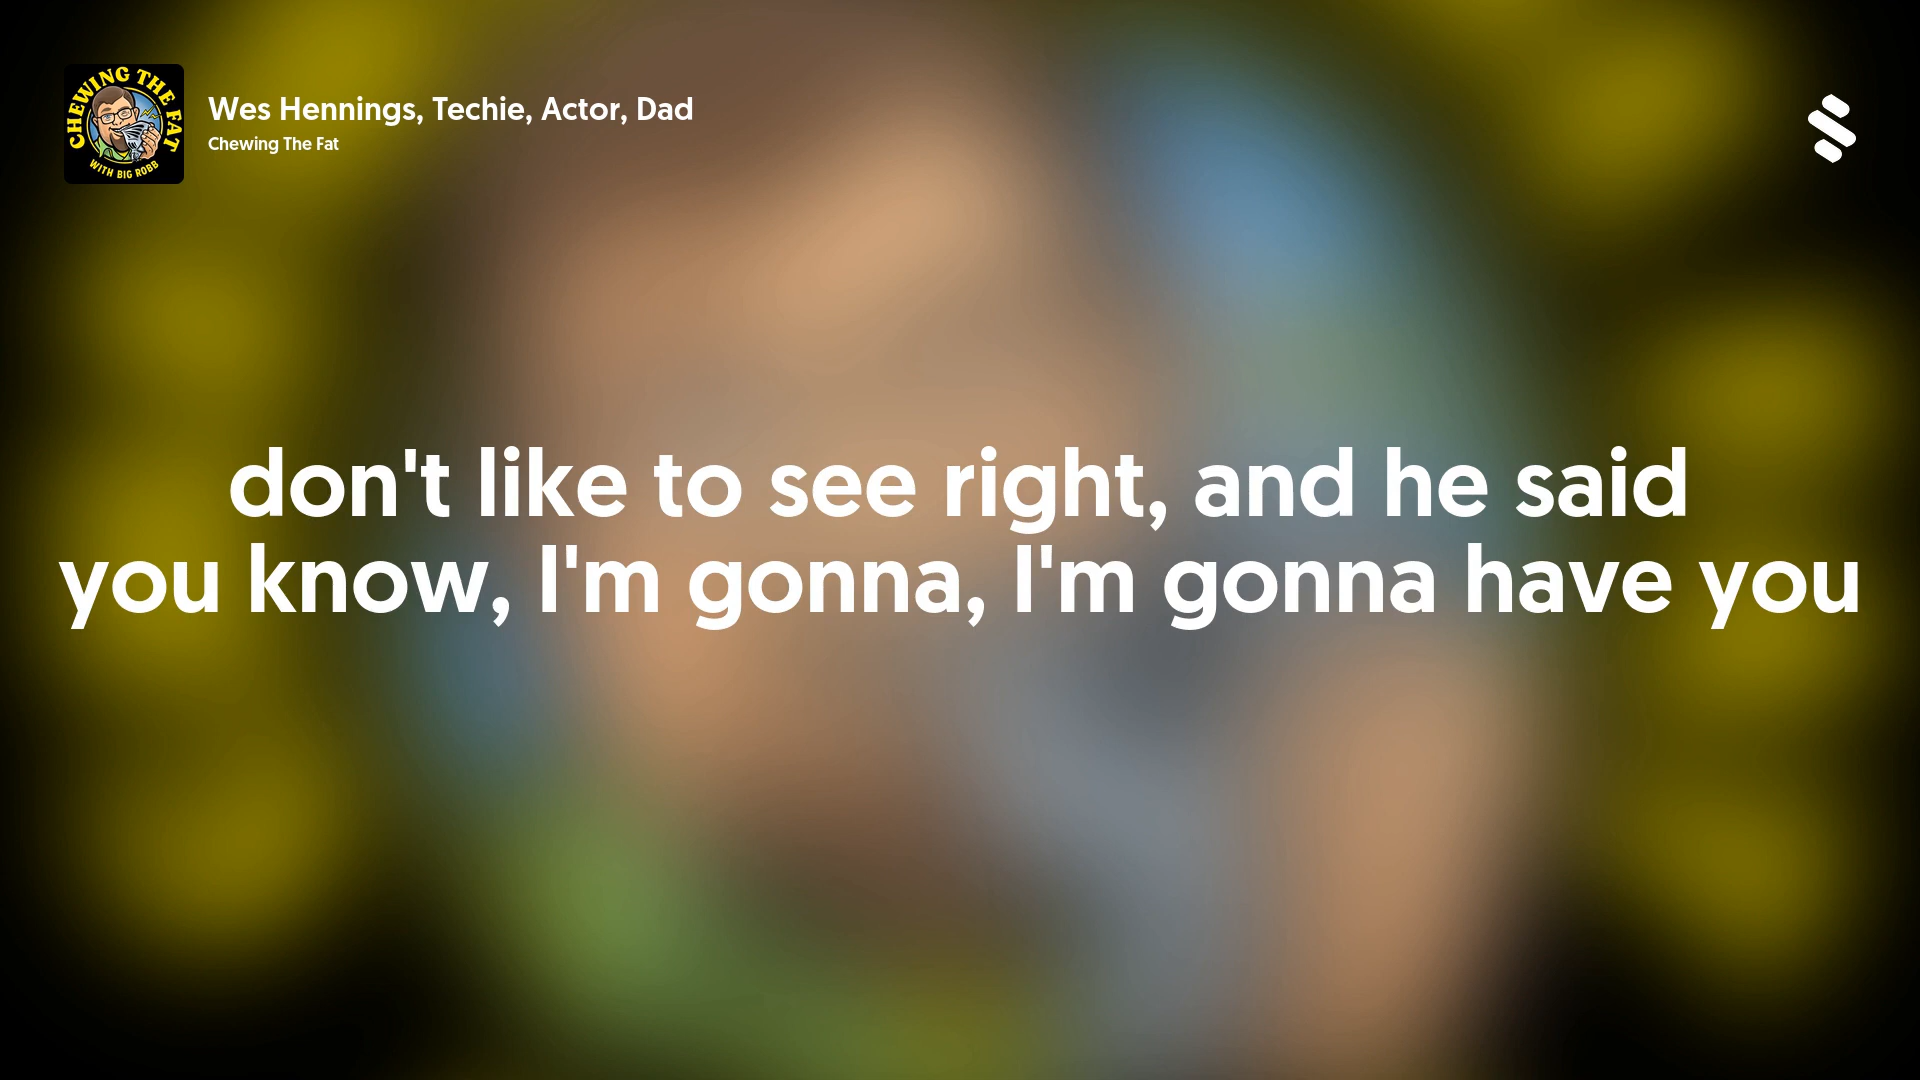 CHEWING THE FAT
WITH BIG ROBB
Wes Hennings, Techie, Actor, Dad
Chewing The Fat
don't like to see right, and he said
you know, I'm gonna, I'm gonna have you